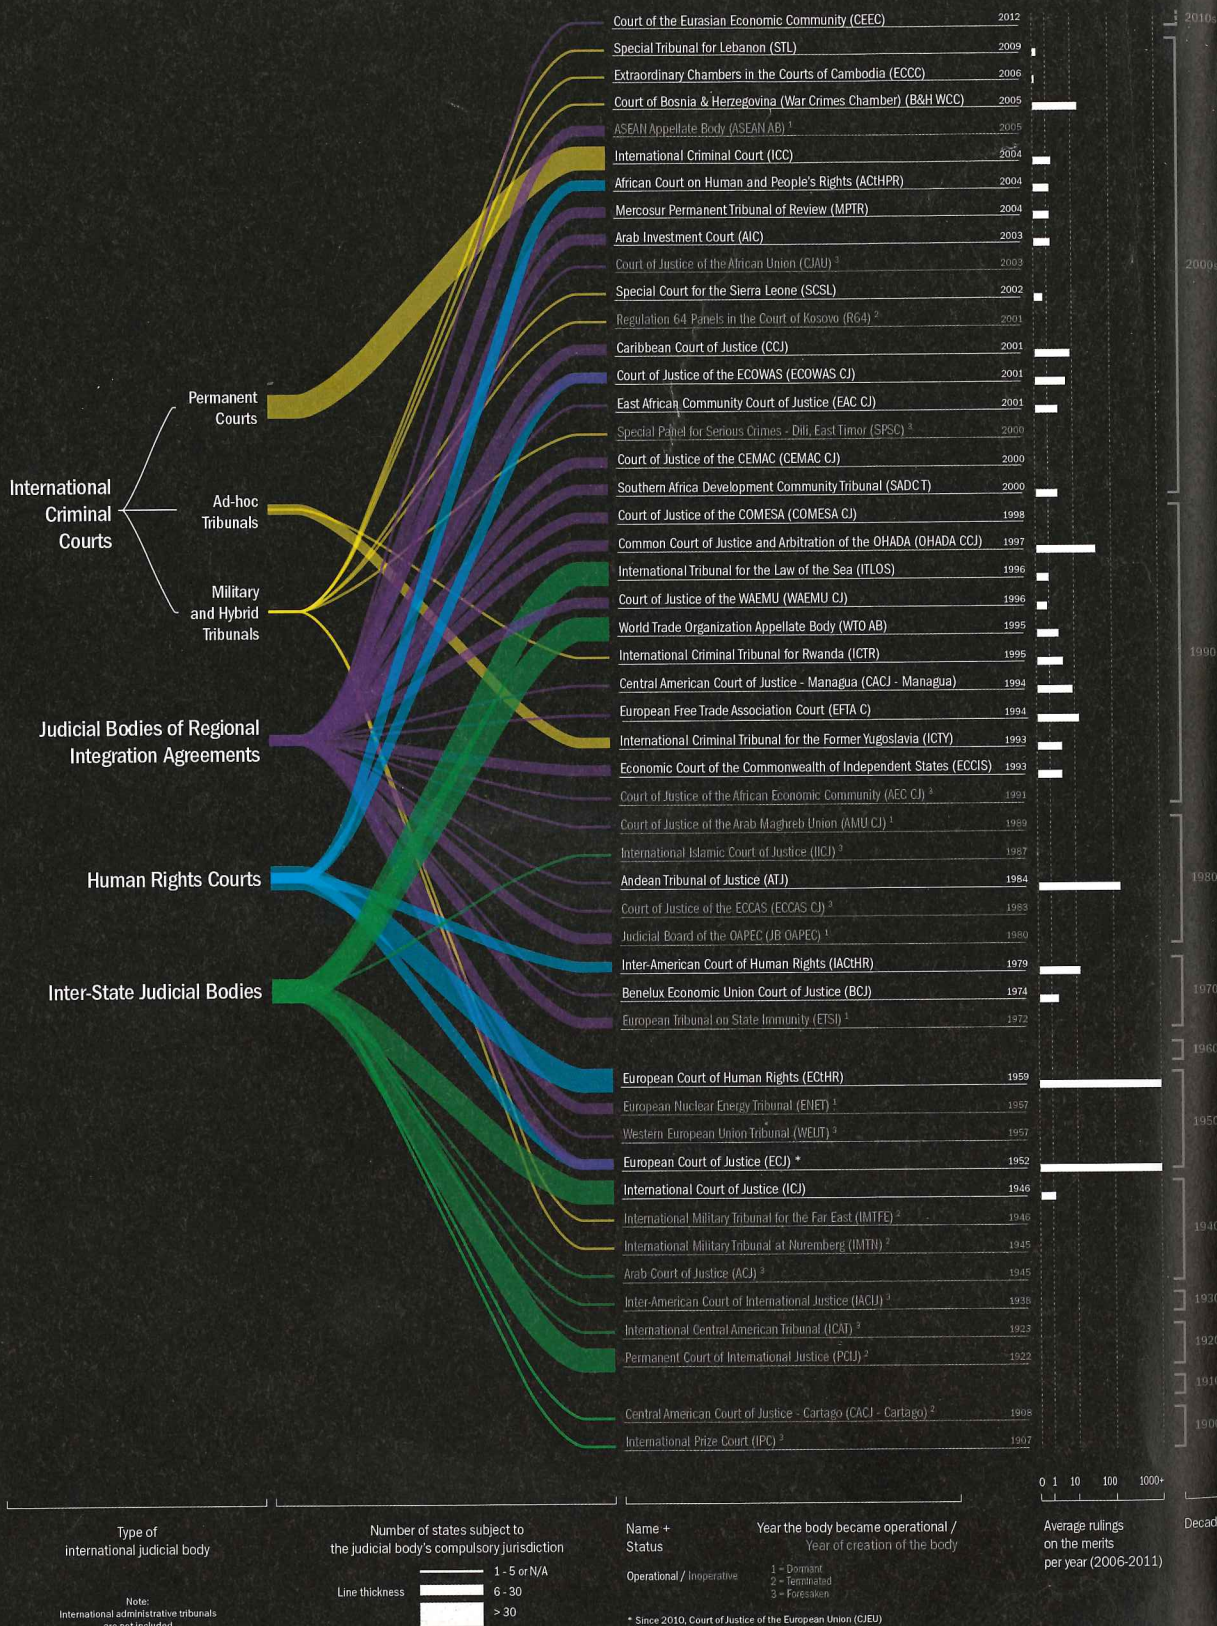 Court of the Eurasian Economic Community (CEEC) 2012
Special Tribunal for Lebanon (STL) 2009
Extraordinary Chambers in the Courts of Cambodia (ECCC) 2006
Court of Bosnia & Herzegovina (War Crimes Chamber) (B&H WCC) 2005
ASEAN Appellate Body (ASEAN AB) 1 2005
International Criminal Court (ICC) 2004
African Court on Human and People's Rights (ACtHPR) 2004
Mercosur Permanent Tribunal of Review (MPTR) 2004
Arab Investment Court (AIC) 2003
Court of Justice of the African Union (CJAU) 3 2003
Special Court for the Sierra Leone (SCSL) 2002
Regulation 64 Panels in the Court of Kosovo (R64) 2 2001
Caribbean Court of Justice (CCJ) 2001
Court of Justice of the ECOWAS (ECOWAS CJ) 2001
East African Community Court of Justice (EAC CJ) 2001
Special Panel for Serious Crimes - Dili, East Timor (SPSC) 3 2000
Court of Justice of the CEMAC (CEMAC CJ) 2000
Southern Africa Development Community Tribunal (SADC T) 2000
Court of Justice of the COMESA (COMESA CJ) 1998
Common Court of Justice and Arbitration of the OHADA (OHADA CCJ) 1997
International Tribunal for the Law of the Sea (ITLOS) 1996
Court of Justice of the WAEMU (WAEMU CJ) 1996
World Trade Organization Appellate Body (WTO AB) 1995
International Criminal Tribunal for Rwanda (ICTR) 1995
Central American Court of Justice - Managua (CACJ - Managua) 1994
European Free Trade Association Court (EFTA C) 1994
International Criminal Tribunal for the Former Yugoslavia (ICTY) 1993
Economic Court of the Commonwealth of Independent States (ECCIS) 1993
Court of Justice of the African Economic Community (AEC CJ) 3 1991
Court of Justice of the Arab Maghreb Union (AMU CJ) 1 1989
International Islamic Court of Justice (IICJ) 3 1987
Andean Tribunal of Justice (ATJ) 1984
Court of Justice of the ECCAS (ECCAS CJ) 3 1983
Judicial Board of the OAPEC (JB OAPEC) 1 1980
Inter-American Court of Human Rights (IACtHR) 1979
Benelux Economic Union Court of Justice (BCJ) 1974
European Tribunal on State Immunity (ETSI) 1 1972
European Court of Human Rights (ECtHR) 1959
European Nuclear Energy Tribunal (ENET) 1 1957
Western European Union Tribunal (WEUT) 3 1957
European Court of Justice (ECJ) * 1952
International Court of Justice (ICJ) 1946
International Military Tribunal for the Far East (IMTFE) 2 1946
International Military Tribunal at Nuremberg (IMTN) 2 1945
Arab Court of Justice (ACJ) 3 1945
Inter-American Court of International Justice (IACIJ) 3 1938
International Central American Tribunal (ICAT) 3 1923
Permanent Court of International Justice (PCIJ) 2 1922
Central American Court of Justice - Cartago (CACJ - Cartago) 2 1908
International Prize Court (IPC) 3 1907
International
Criminal
Courts
Permanent
Courts
Ad-hoc
Tribunals
Military
and Hybrid
Tribunals
Judicial Bodies of Regional
Integration Agreements
Human Rights Courts
Inter-State Judicial Bodies
2010s
2000s
1990
1980
1970
1960
1950
1940
1930
1920
1910
1900
0 1 10 100 1000+
Type of
international judicial body
Note:
International administrative tribunals
are not included
Number of states subject to
the judicial body's compulsory jurisdiction
Line thickness
1 - 5 or N/A
6 - 30
> 30
Name +
Status
Operational / Inoperative
Year the body became operational /
Year of creation of the body
1 = Dormant
2 = Terminated
3 = Foresaken
* Since 2010, Court of Justice of the European Union (CJEU)
Average rulings
on the merits
per year (2006-2011)
Decad